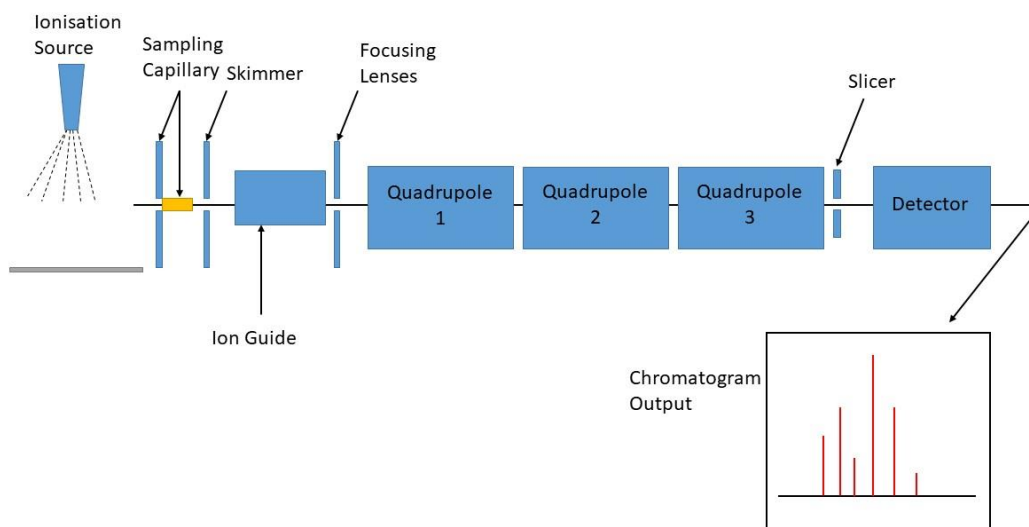 Ionisation
Source
Sampling
Capillary
Skimmer
Focusing
Lenses
Slicer
Quadrupole
1
Quadrupole
2
Quadrupole
3
Detector
Ion Guide
Chromatogram
Output